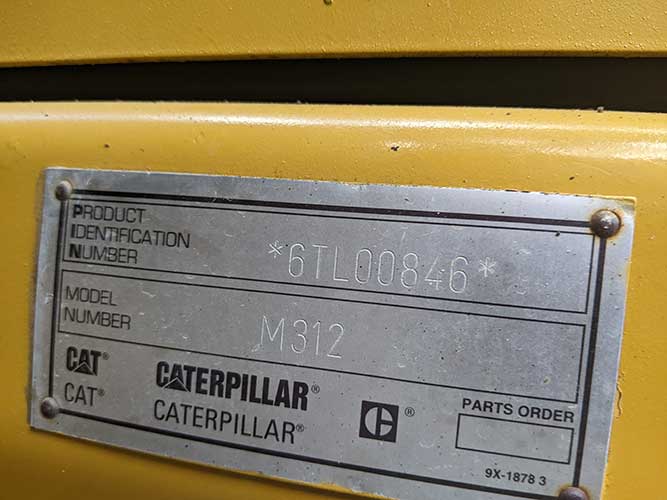 PRODUCT
IDENTIFICATION
NUMBER
*6TL00846*
MODEL
NUMBER
M312
CAT®
CATERPILLAR®
CAT®
CATERPILLAR®
C®
PARTS ORDER
9X-1878 3